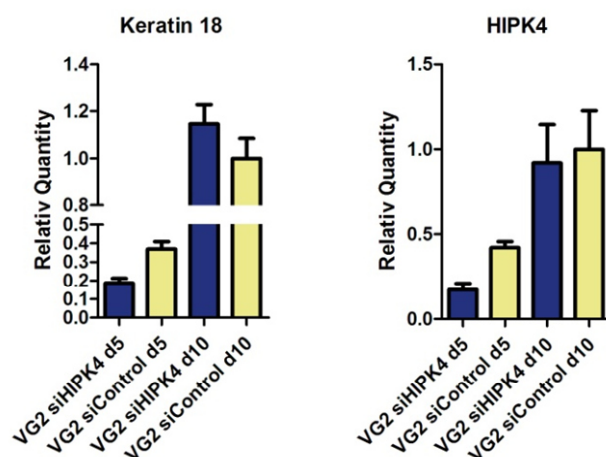 Keratin 18
Relativ Quantity
1.4
1.2
1.0
0.8
0.5
0.4
0.3
0.2
0.1
0.0
VG2 siHIPK4 d5
VG2 siControl d5
VG2 siHIPK4 d10
VG2 siControl d10
HIPK4
Relativ Quantity
1.5
1.0
0.5
0.0
VG2 siHIPK4 d5
VG2 siControl d5
VG2 siHIPK4 d10
VG2 siControl d10